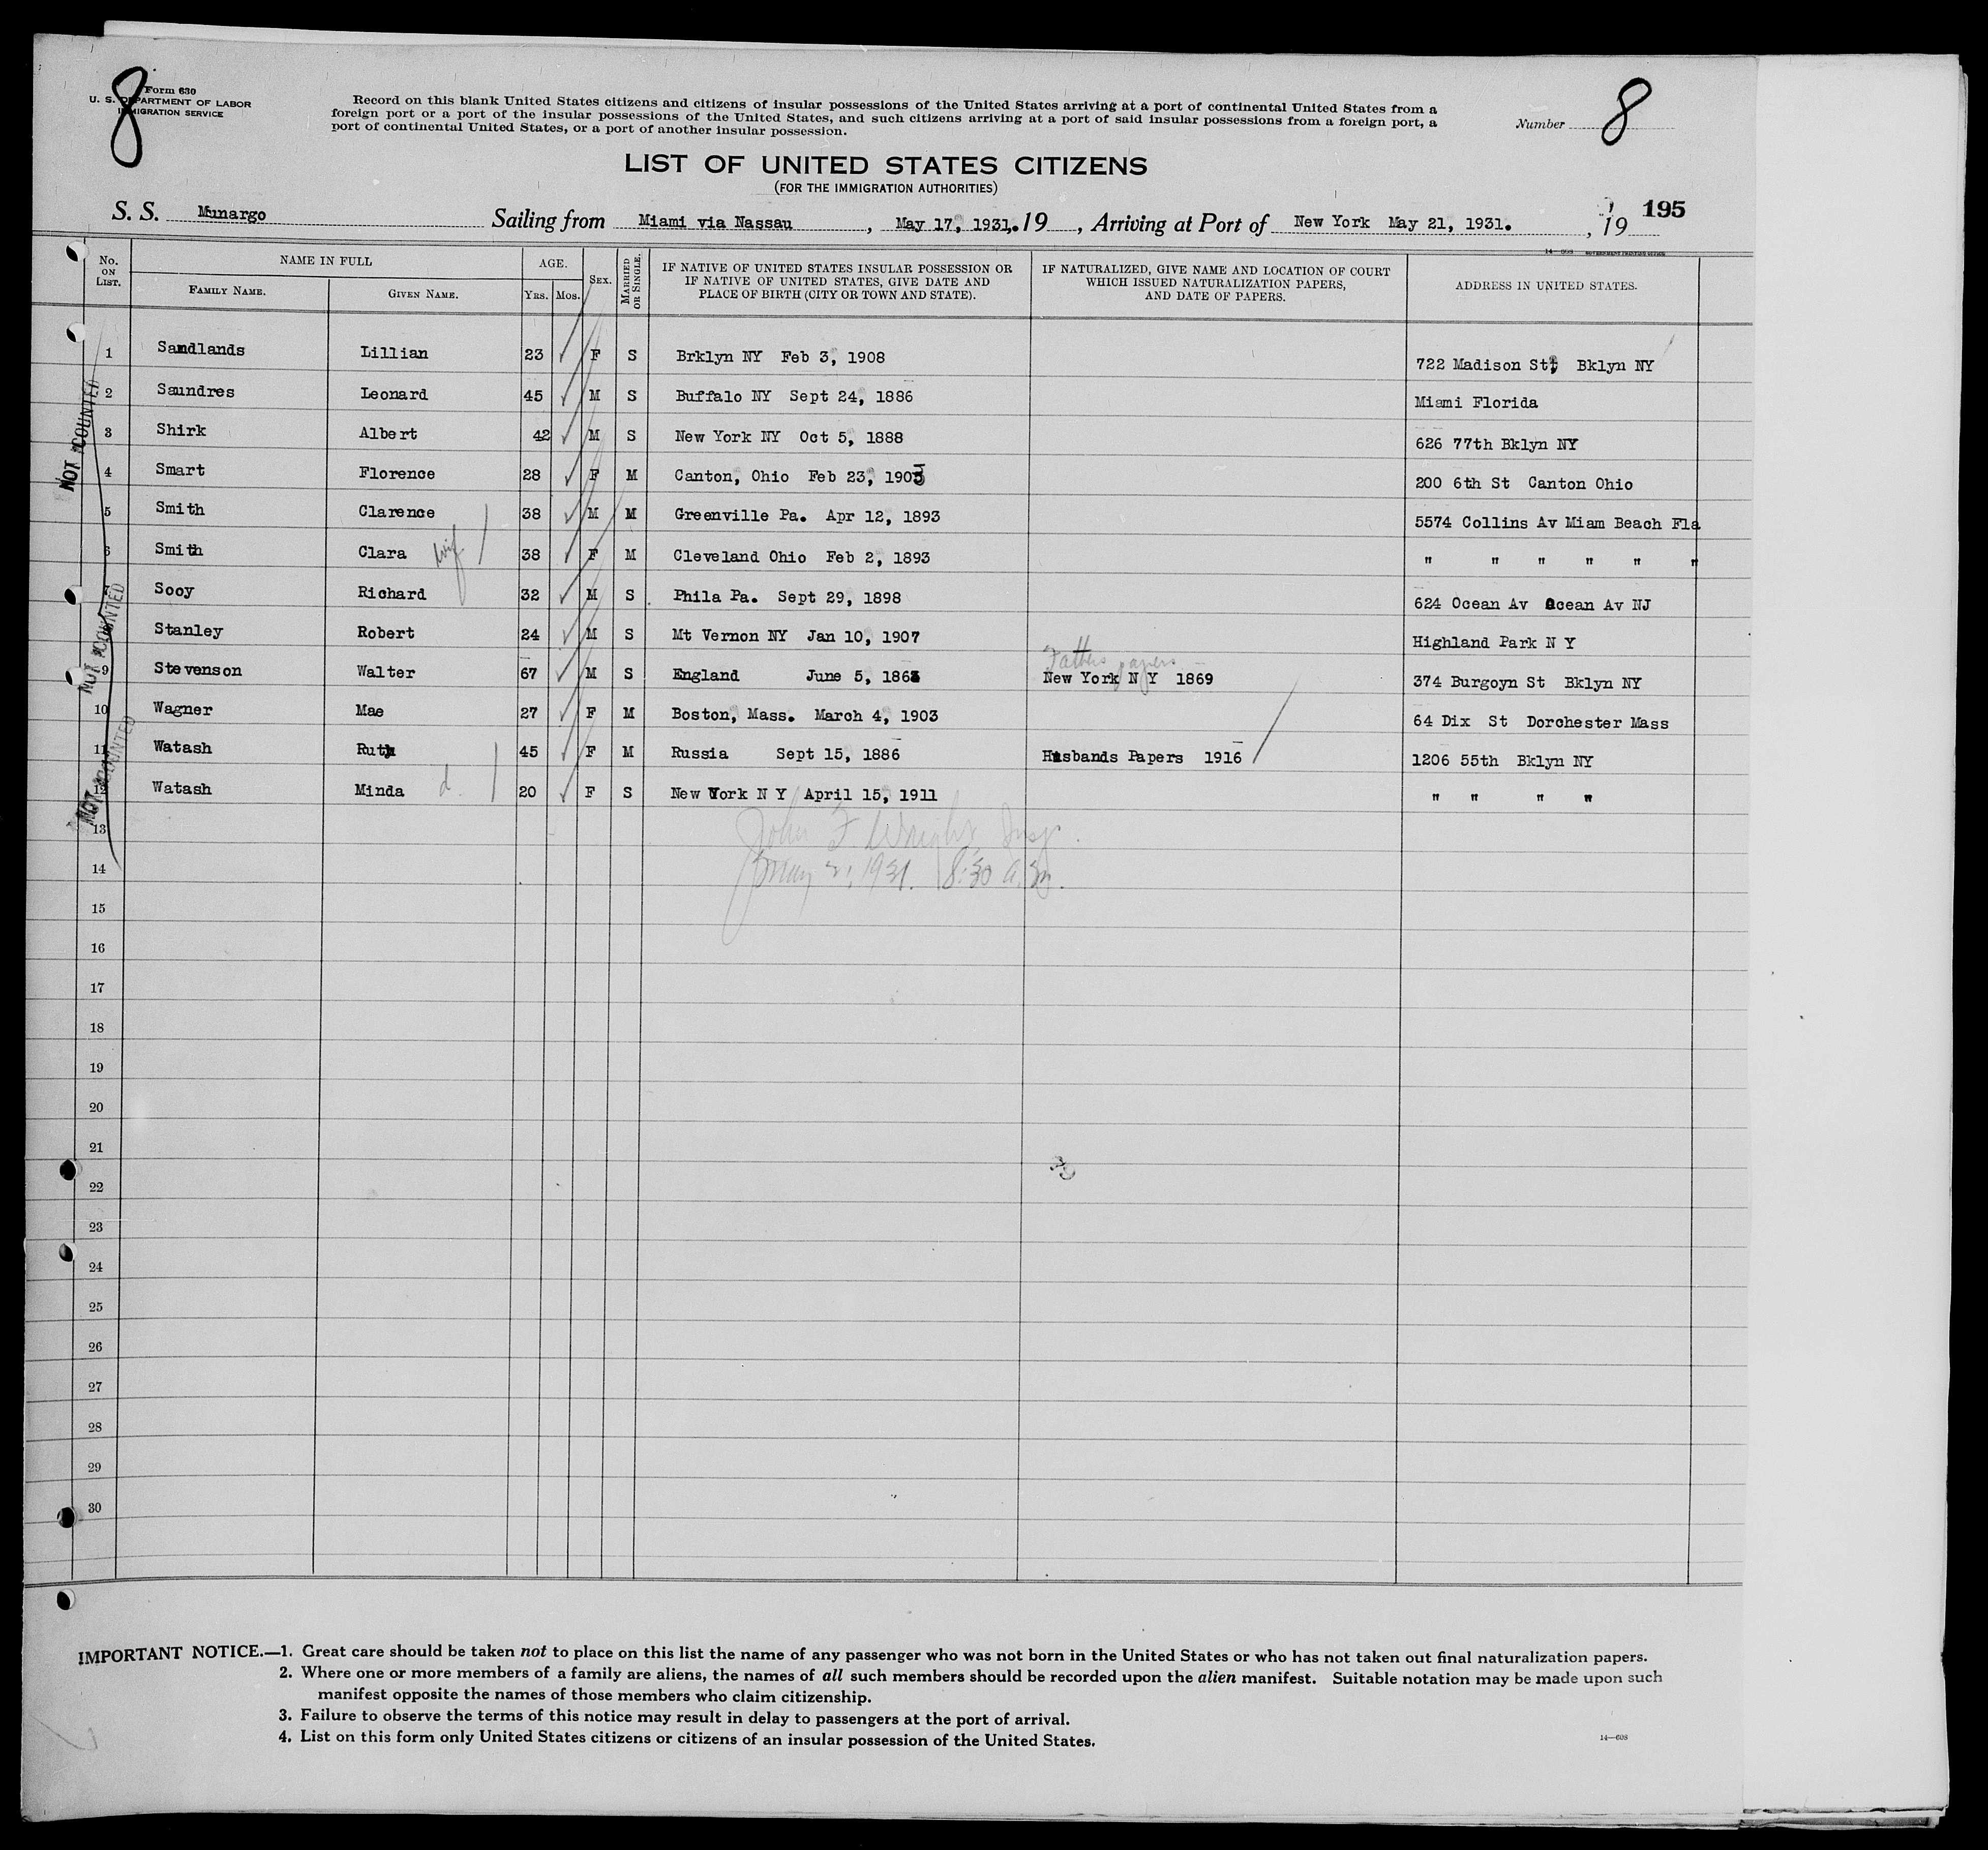 8
Form 630
U. S. DEPARTMENT OF LABOR
IMMIGRATION SERVICE
Record on this blank United States citizens and citizens of insular possessions of the United States arriving at a port of continental United States from a
foreign port or a port of the insular possessions of the United States, and such citizens arriving at a port of said insular possessions from a foreign port, a
port of continental United States, or a port of another insular possession.
Number 8
LIST OF UNITED STATES CITIZENS
(FOR THE IMMIGRATION AUTHORITIES)
S. S. Munargo Sailing from Miami via Nassau, May 17, 1931, 19, Arriving at Port of New York May 21, 1931., 19 195
14—608 GOVERNMENT PRINTING OFFICE
No. ON LIST. NAME IN FULL FAMILY NAME. GIVEN NAME. AGE. YRS. MOS. SEX. MARRIED OR SINGLE. IF NATIVE OF UNITED STATES INSULAR POSSESSION OR IF NATIVE OF UNITED STATES, GIVE DATE AND PLACE OF BIRTH (CITY OR TOWN AND STATE). IF NATURALIZED, GIVE NAME AND LOCATION OF COURT WHICH ISSUED NATURALIZATION PAPERS, AND DATE OF PAPERS. ADDRESS IN UNITED STATES.
1 Sandlands Lillian 23 F S Brklyn NY Feb 3, 1908 722 Madison St, Bklyn NY
2 Saundres Leonard 45 M S Buffalo NY Sept 24, 1886 Miami Florida
3 Shirk Albert 42 M S New York NY Oct 5, 1888 626 77th Bklyn NY
4 Smart Florence 28 F M Canton, Ohio Feb 23, 1903 200 6th St Canton Ohio
5 Smith Clarence 38 M M Greenville Pa. Apr 12, 1893 5574 Collins Av Miam Beach Fla
6 Smith Clara wif 38 F M Cleveland Ohio Feb 2, 1893 " " " " " "
7 Sooy Richard 32 M S Phila Pa. Sept 29, 1898 624 Ocean Av Ocean Av NJ
8 Stanley Robert 24 M S Mt Vernon NY Jan 10, 1907 Highland Park N Y
Fathers papers
9 Stevenson Walter 67 M S England June 5, 1863 New York N Y 1869 374 Burgoyn St Bklyn NY
10 Wagner Mae 27 F M Boston, Mass. March 4, 1903 64 Dix St Dorchester Mass
11 Watash Ruth 45 F M Russia Sept 15, 1886 Husbands Papers 1916 1206 55th Bklyn NY
12 Watash Minda d. 20 F S New York N Y April 15, 1911 " " " "
NOT COUNTED
NOT COUNTED
NOT COUNTED
13
John F. Wright Insp.
14
May 21, 1931. 8:30 A.M.
15
16
17
18
19
20
21
22
23
24
25
26
27
28
29
30
IMPORTANT NOTICE.—1. Great care should be taken not to place on this list the name of any passenger who was not born in the United States or who has not taken out final naturalization papers.
2. Where one or more members of a family are aliens, the names of all such members should be recorded upon the alien manifest. Suitable notation may be made upon such
manifest opposite the names of those members who claim citizenship.
3. Failure to observe the terms of this notice may result in delay to passengers at the port of arrival.
4. List on this form only United States citizens or citizens of an insular possession of the United States.
14—608